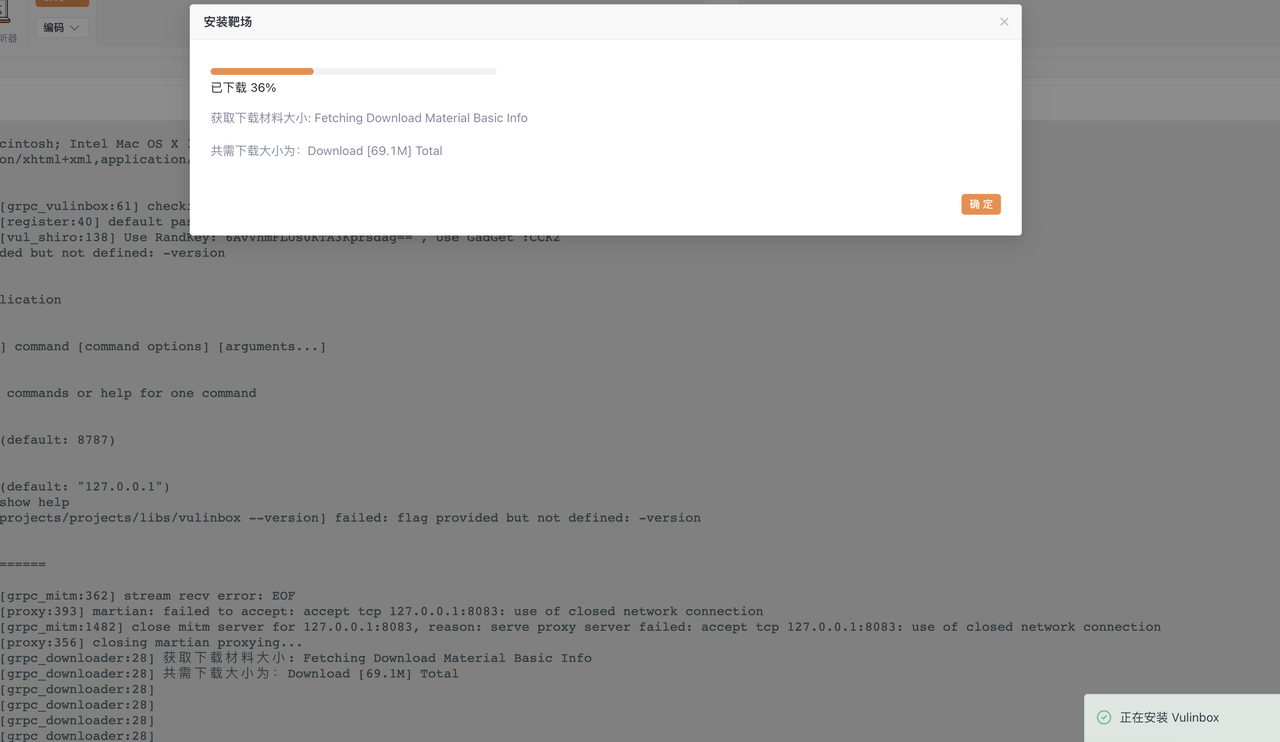 安装靶场
编码
听器
已下载 36%
获取下载材料大小: Fetching Download Material Basic Info
共需下载大小为：Download [69.1M] Total
确 定
cintosh; Intel Mac OS X
on/xhtml+xml,application/
[grpc_vulinbox:61] checki
[register:40] default pas
[vul_shiro:138] Use RandKey:
ded but not defined: -version
lication
] command [command options] [arguments...]
commands or help for one command
(default: 8787)
(default: "127.0.0.1")
show help
projects/projects/libs/vulinbox --version] failed: flag provided but not defined: -version
======
[grpc_mitm:362] stream recv error: EOF
[proxy:393] martian: failed to accept: accept tcp 127.0.0.1:8083: use of closed network connection
[grpc_mitm:1482] close mitm server for 127.0.0.1:8083, reason: serve proxy server failed: accept tcp 127.0.0.1:8083: use of closed network connection
[proxy:356] closing martian proxying...
[grpc_downloader:28] 获取下载材料大小: Fetching Download Material Basic Info
[grpc_downloader:28] 共需下载大小为：Download [69.1M] Total
[grpc_downloader:28]
[grpc_downloader:28]
[grpc_downloader:28]
[grpc_downloader:28]
正在安装 Vulinbox